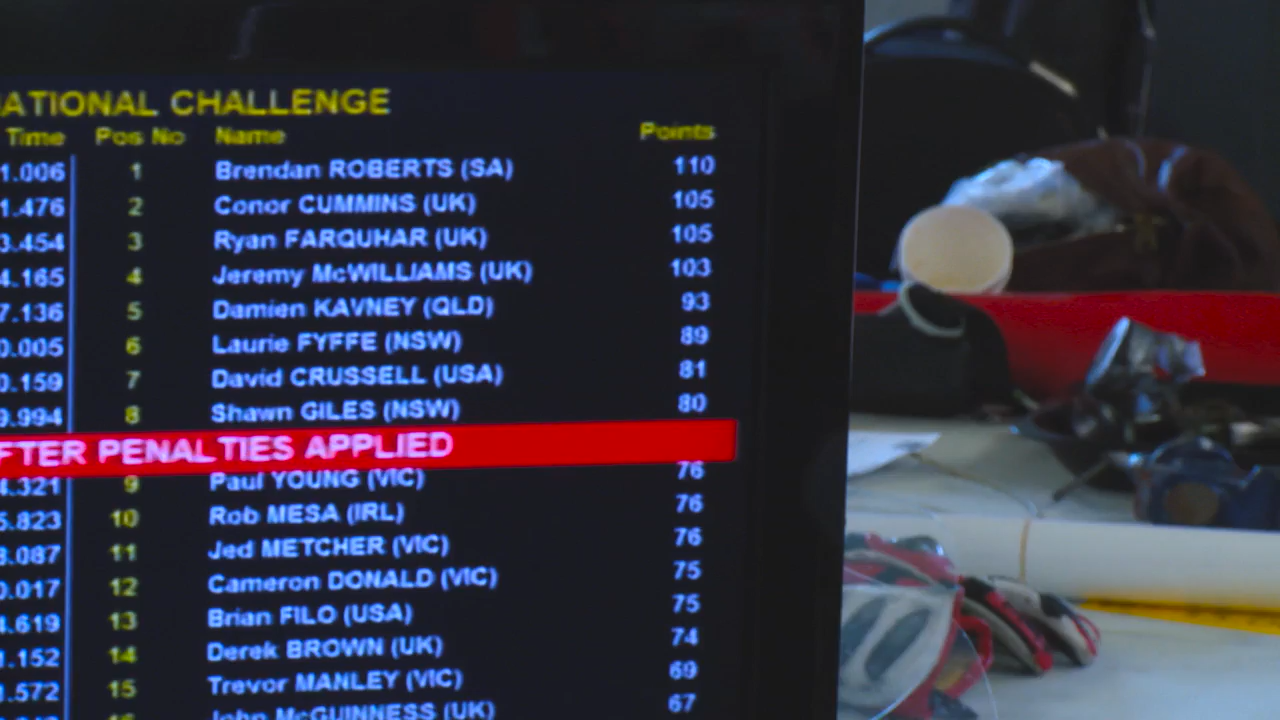 NATIONAL CHALLENGE
Time Pos No Name Points
1.006 1 Brendan ROBERTS (SA) 110
1.476 2 Conor CUMMINS (UK) 105
3.454 3 Ryan FARQUHAR (UK) 105
4.165 4 Jeremy McWILLIAMS (UK) 103
7.136 5 Damien KAVNEY (QLD) 93
0.005 6 Laurie FYFFE (NSW) 89
0.159 7 David CRUSSELL (USA) 81
9.994 8 Shawn GILES (NSW) 80
FTER PENALTIES APPLIED
4.321 9 Paul YOUNG (VIC) 76
5.823 10 Rob MESA (IRL) 76
3.087 11 Jed METCHER (VIC) 76
0.017 12 Cameron DONALD (VIC) 75
4.619 13 Brian FILO (USA) 75
1.152 14 Derek BROWN (UK) 74
1.572 15 Trevor MANLEY (VIC) 69
16 John McGUINNESS (UK) 67